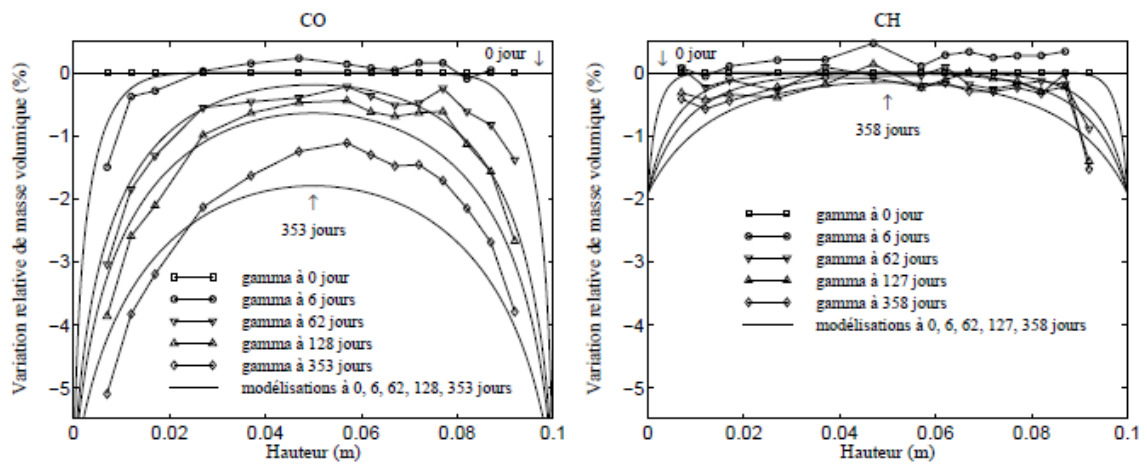 CO
0 jour ↓
0
−1
−2
−3
−4
−5
Variation relative de masse volumique (%)
↑
353 jours
gamma à 0 jour
gamma à 6 jours
gamma à 62 jours
gamma à 128 jours
gamma à 353 jours
modélisations à 0, 6, 62, 128, 353 jours
0 0.02 0.04 0.06 0.08 0.1
Hauteur (m)
CH
↓ 0 jour
0
−1
−2
−3
−4
−5
Variation relative de masse volumique (%)
↑
358 jours
gamma à 0 jour
gamma à 6 jours
gamma à 62 jours
gamma à 127 jours
gamma à 358 jours
modélisations à 0, 6, 62, 127, 358 jours
0 0.02 0.04 0.06 0.08 0.1
Hauteur (m)